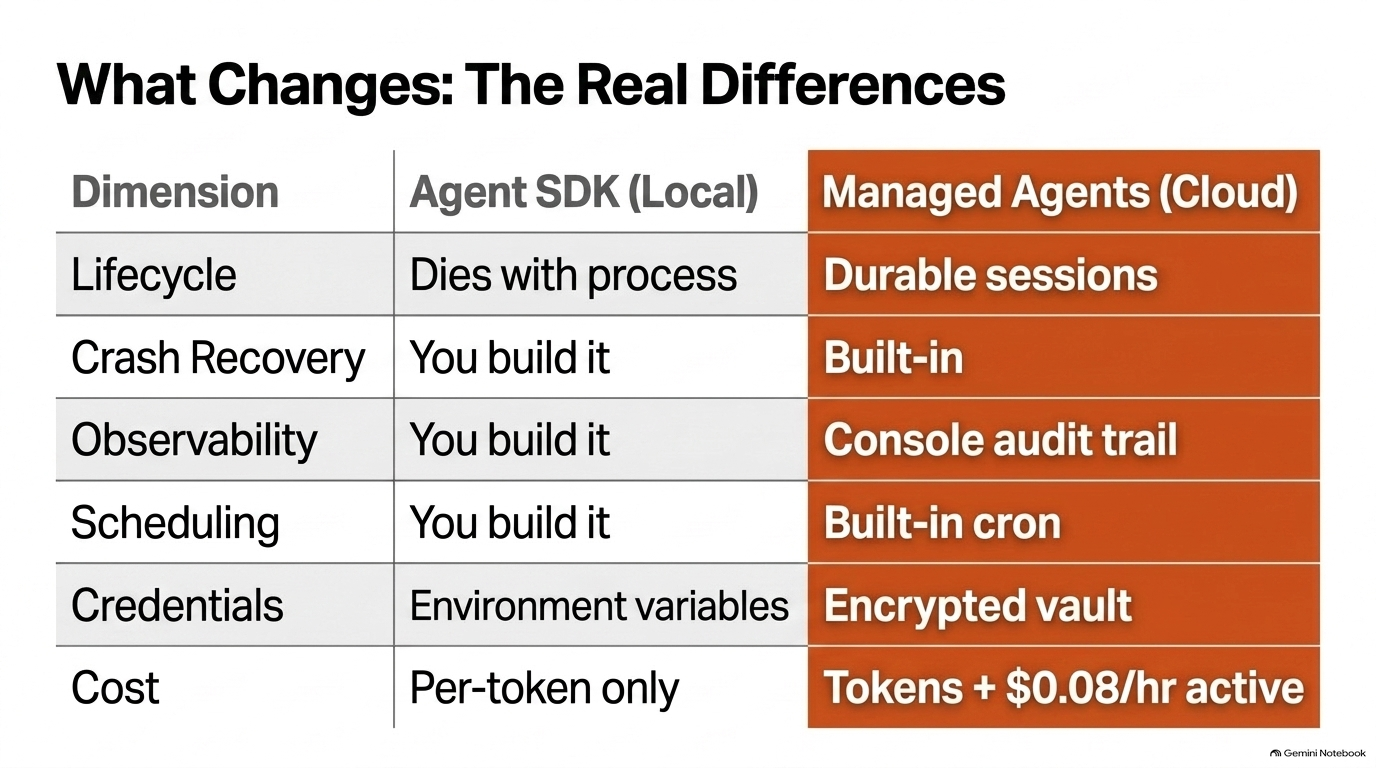 What Changes: The Real Differences
Dimension Agent SDK (Local) Managed Agents (Cloud)
Lifecycle Dies with process Durable sessions
Crash Recovery You build it Built-in
Observability You build it Console audit trail
Scheduling You build it Built-in cron
Credentials Environment variables Encrypted vault
Cost Per-token only Tokens + $0.08/hr active
Gemini Notebook